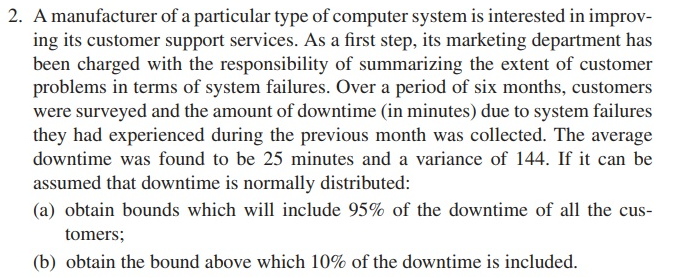 2. A manufacturer of a particular type of computer system is interested in improv-
ing its customer support services. As a first step, its marketing department has
been charged with the responsibility of summarizing the extent of customer
problems in terms of system failures. Over a period of six months, customers
were surveyed and the amount of downtime (in minutes) due to system failures
they had experienced during the previous month was collected. The average
downtime was found to be 25 minutes and a variance of 144. If it can be
assumed that downtime is normally distributed:
(a) obtain bounds which will include 95% of the downtime of all the cus-
tomers;
(b) obtain the bound above which 10% of the downtime is included.